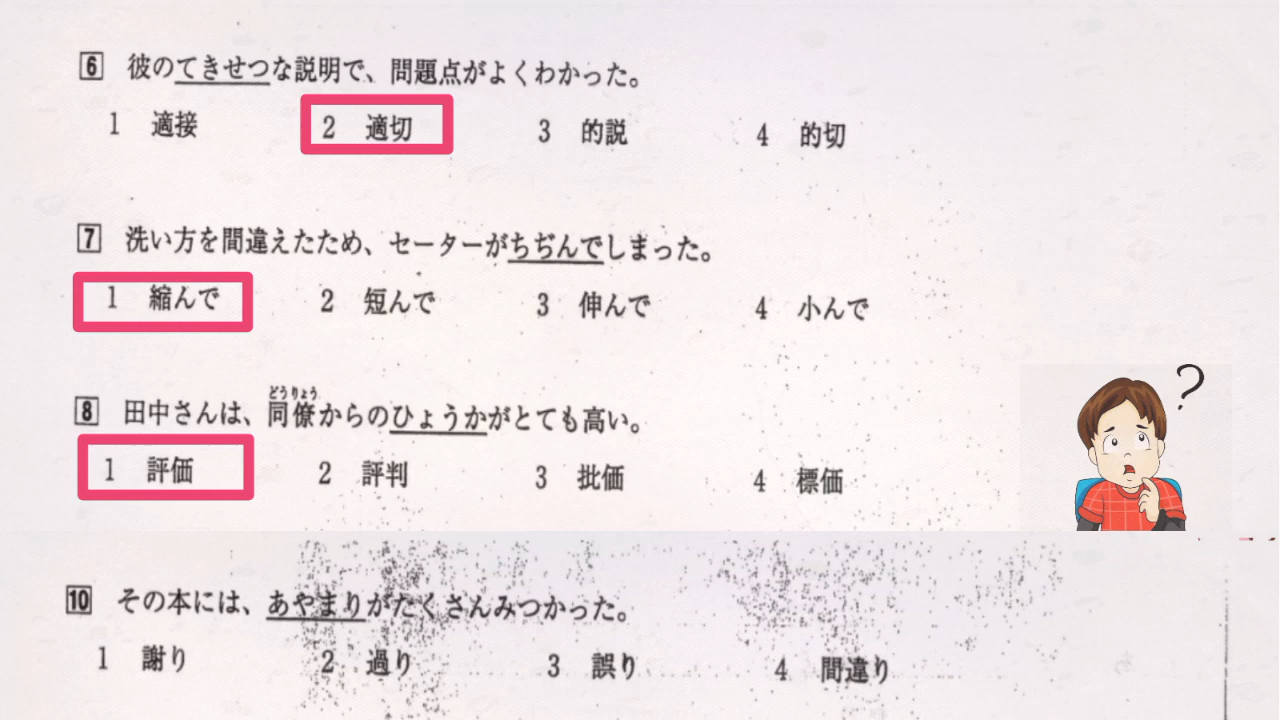 6 彼のてきせつな説明で、問題点がよくわかった。
1 適接 2 適切 3 的説 4 的切
7 洗い方を間違えたため、セーターがちぢんでしまった。
1 縮んで 2 短んで 3 伸んで 4 小んで
どうりょう
8 田中さんは、同僚からのひょうかがとても高い。
1 評価 2 評判 3 批価 4 標価
?
10 その本には、あやまりがたくさんみつかった。
1 謝り 2 過り 3 誤り 4 間違り